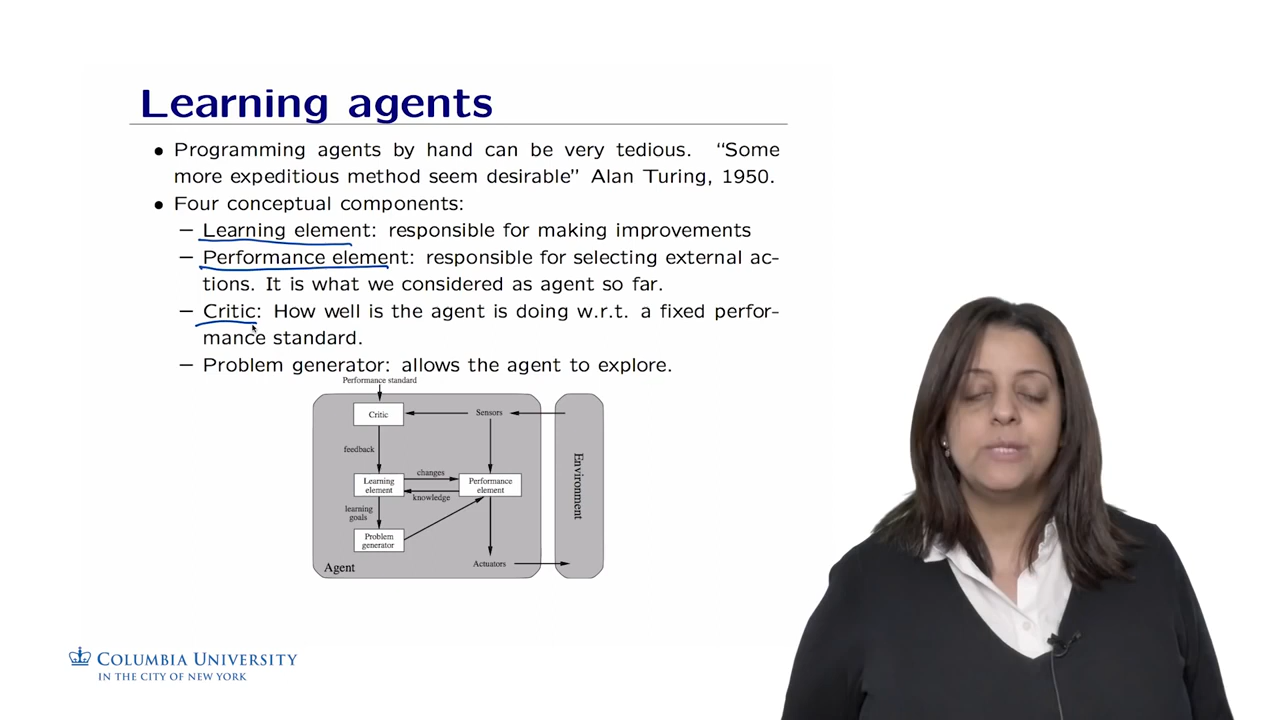 Learning agents
• Programming agents by hand can be very tedious. “Some
more expeditious method seem desirable” Alan Turing, 1950.
• Four conceptual components:
– Learning element: responsible for making improvements
– Performance element: responsible for selecting external ac-
tions. It is what we considered as agent so far.
– Critic: How well is the agent is doing w.r.t. a fixed perfor-
mance standard.
– Problem generator: allows the agent to explore.
Performance standard
Critic
Sensors
feedback
Learning
element
changes
knowledge
Performance
element
learning
goals
Problem
generator
Agent
Actuators
Environment
COLUMBIA UNIVERSITY
IN THE CITY OF NEW YORK